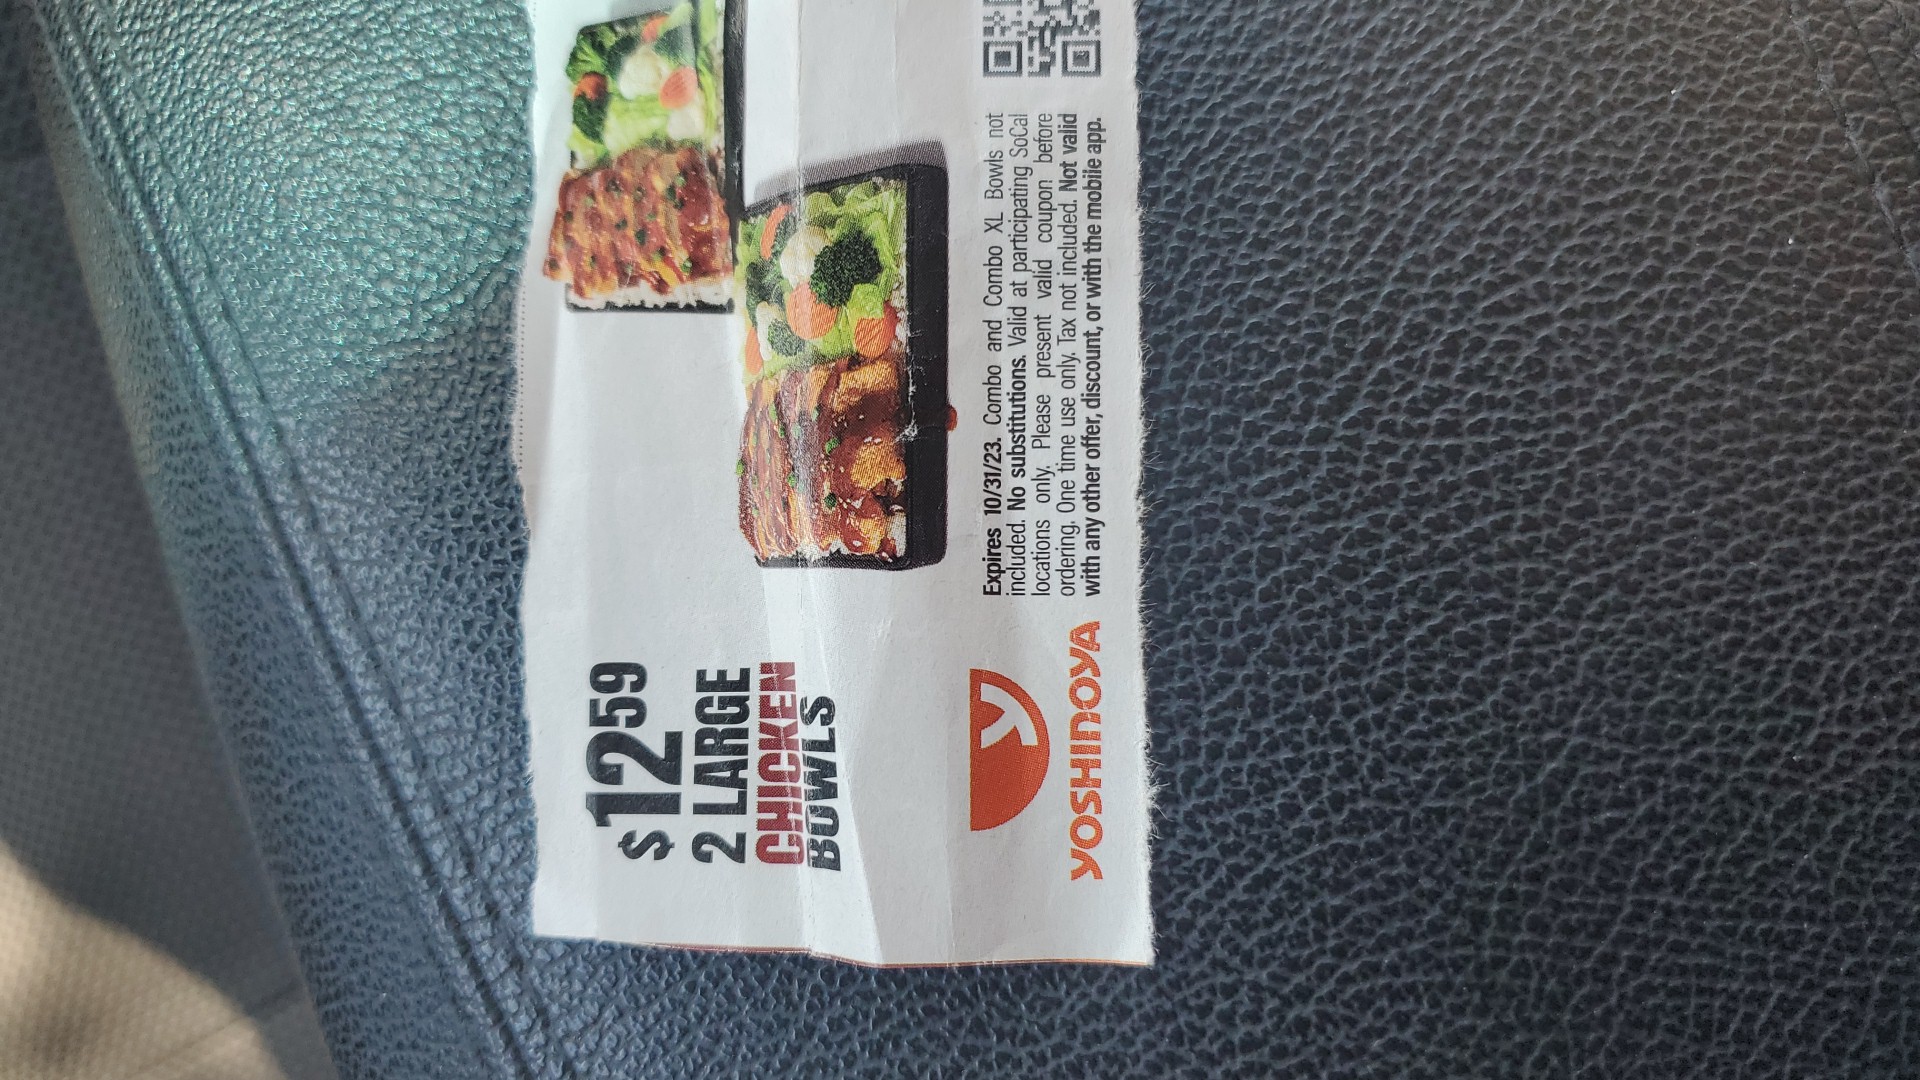 $1259
2 LARGE
CHICKEN
BOWLS
YOSHINOYA
Expires 10/31/23. Combo and Combo XL Bowls not
included. No substitutions. Valid at participating SoCal
locations only. Please present valid coupon before
ordering. One time use only. Tax not included. Not valid
with any other offer, discount, or with the mobile app.